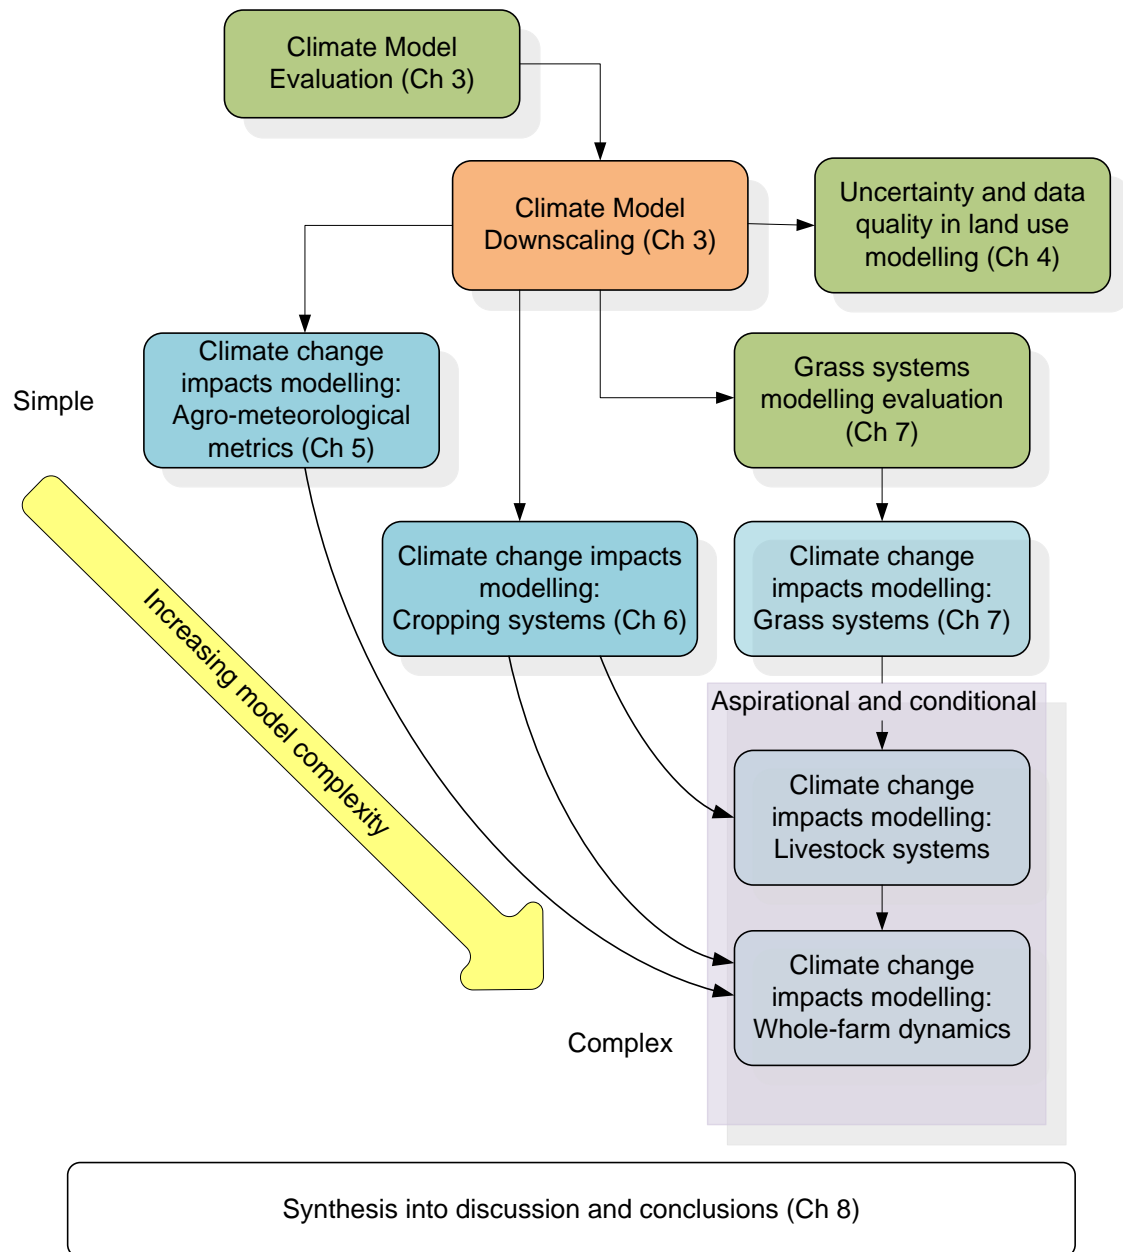 Climate Model
Evaluation (Ch 3)
Climate Model
Downscaling (Ch 3)
Uncertainty and data
quality in land use
modelling (Ch 4)
Simple
Climate change
impacts modelling:
Agro-meteorological
metrics (Ch 5)
Grass systems
modelling evaluation
(Ch 7)
Climate change impacts
modelling:
Cropping systems (Ch 6)
Climate change
impacts modelling:
Grass systems (Ch 7)
Increasing model complexity
Aspirational and conditional
Climate change
impacts modelling:
Livestock systems
Climate change
impacts modelling:
Whole-farm dynamics
Complex
Synthesis into discussion and conclusions (Ch 8)